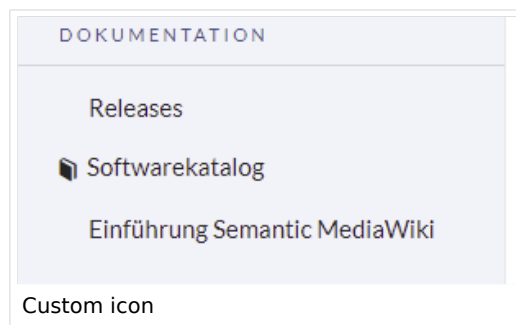 DOKUMENTATION
Releases
Softwarekatalog
Einführung Semantic MediaWiki
Custom icon